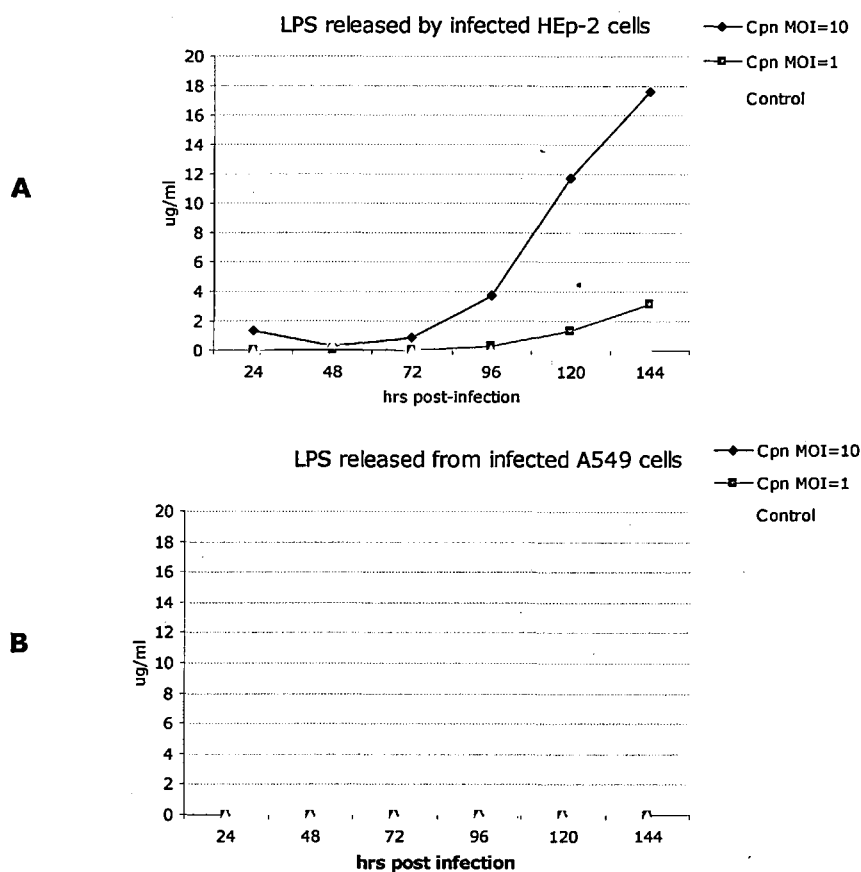 A
LPS released by infected HEp-2 cells
Cpn MOI=10
Cpn MOI=1
Control
20
18
16
14
12
10
8
6
4
2
0
ug/ml
24 48 72 96 120 144
hrs post-infection
B
LPS released from infected A549 cells
Cpn MOI=10
Cpn MOI=1
Control
20
18
16
14
12
10
8
6
4
2
0
ug/ml
24 48 72 96 120 144
hrs post infection